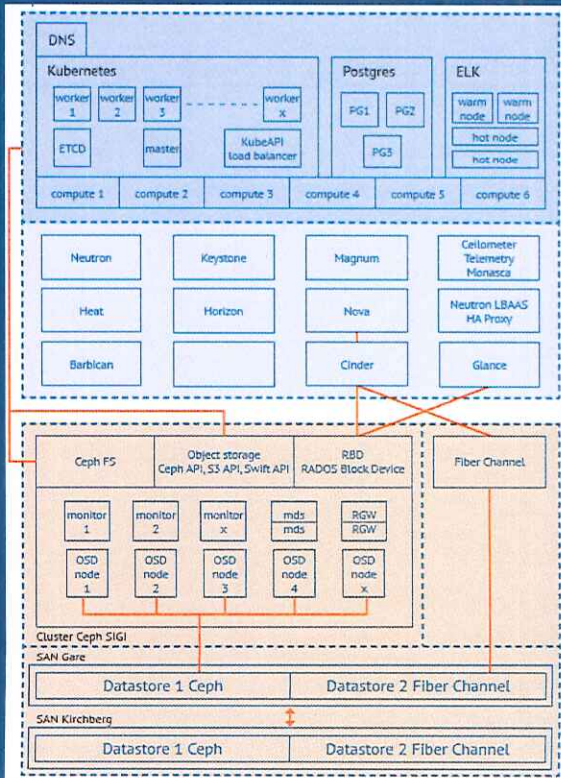 DNS
Kubernetes
Postgres
ELK
worker
1
worker
2
worker
3
worker
x
PG1
PG2
warm
node
warm
node
hot node
hot node
ETCD
master
KubeAPI
load balancer
PG3
compute 1
compute 2
compute 3
compute 4
compute 5
compute 6
Neutron
Keystone
Magnum
Ceilometer
Telemetry
Monasca
Heat
Horizon
Nova
Neutron LBAAS
HA Proxy
Barbican
Cinder
Glance
Ceph FS
Object storage
Ceph API, S3 API, Swift API
RBD
RADOS Block Device
Fiber Channel
monitor
1
monitor
2
monitor
x
mds
mds
RGW
RGW
OSD
node
1
OSD
node
2
OSD
node
3
OSD
node
4
OSD
node
x
Cluster Ceph SIGI
SAN Gare
Datastore 1 Ceph
Datastore 2 Fiber Channel
SAN Kirchberg
Datastore 1 Ceph
Datastore 2 Fiber Channel